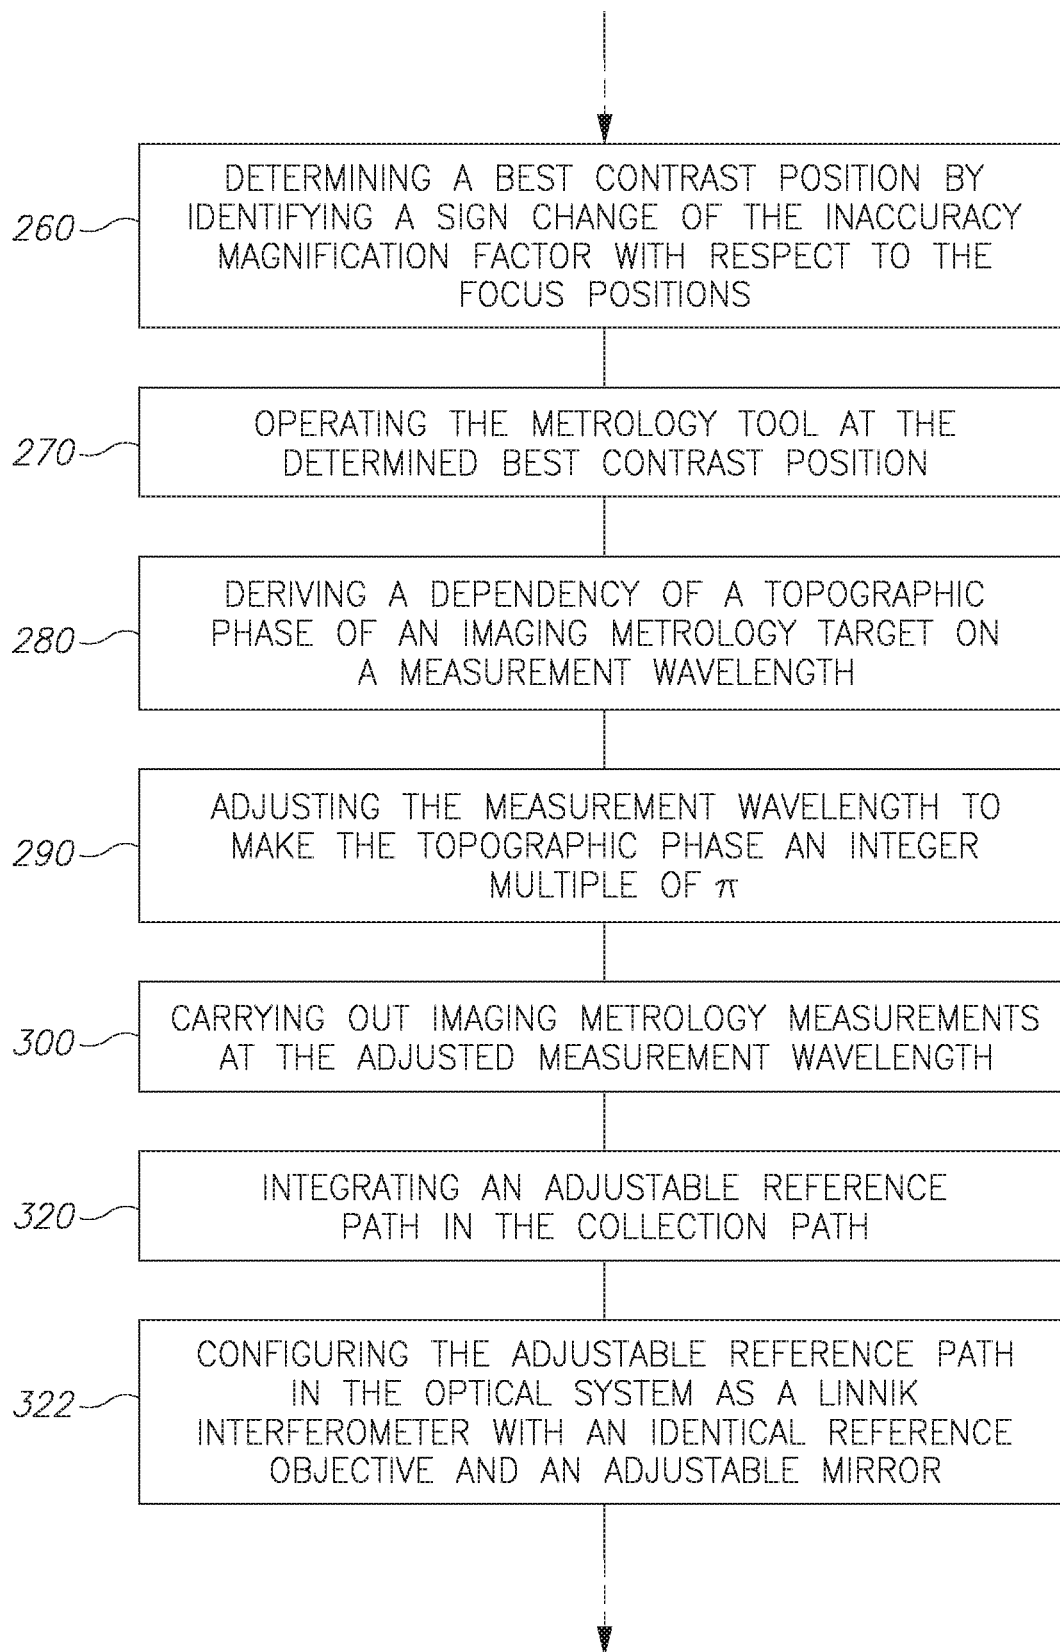 DETERMINING A BEST CONTRAST POSITION BY
IDENTIFYING A SIGN CHANGE OF THE INACCURACY
MAGNIFICATION FACTOR WITH RESPECT TO THE
FOCUS POSITIONS
260
OPERATING THE METROLOGY TOOL AT THE
DETERMINED BEST CONTRAST POSITION
270
DERIVING A DEPENDENCY OF A TOPOGRAPHIC
PHASE OF AN IMAGING METROLOGY TARGET ON
A MEASUREMENT WAVELENGTH
280
ADJUSTING THE MEASUREMENT WAVELENGTH TO
MAKE THE TOPOGRAPHIC PHASE AN INTEGER
MULTIPLE OF π
290
CARRYING OUT IMAGING METROLOGY MEASUREMENTS
AT THE ADJUSTED MEASUREMENT WAVELENGTH
300
INTEGRATING AN ADJUSTABLE REFERENCE
PATH IN THE COLLECTION PATH
320
CONFIGURING THE ADJUSTABLE REFERENCE PATH
IN THE OPTICAL SYSTEM AS A LINNIK
INTERFEROMETER WITH AN IDENTICAL REFERENCE
OBJECTIVE AND AN ADJUSTABLE MIRROR
322